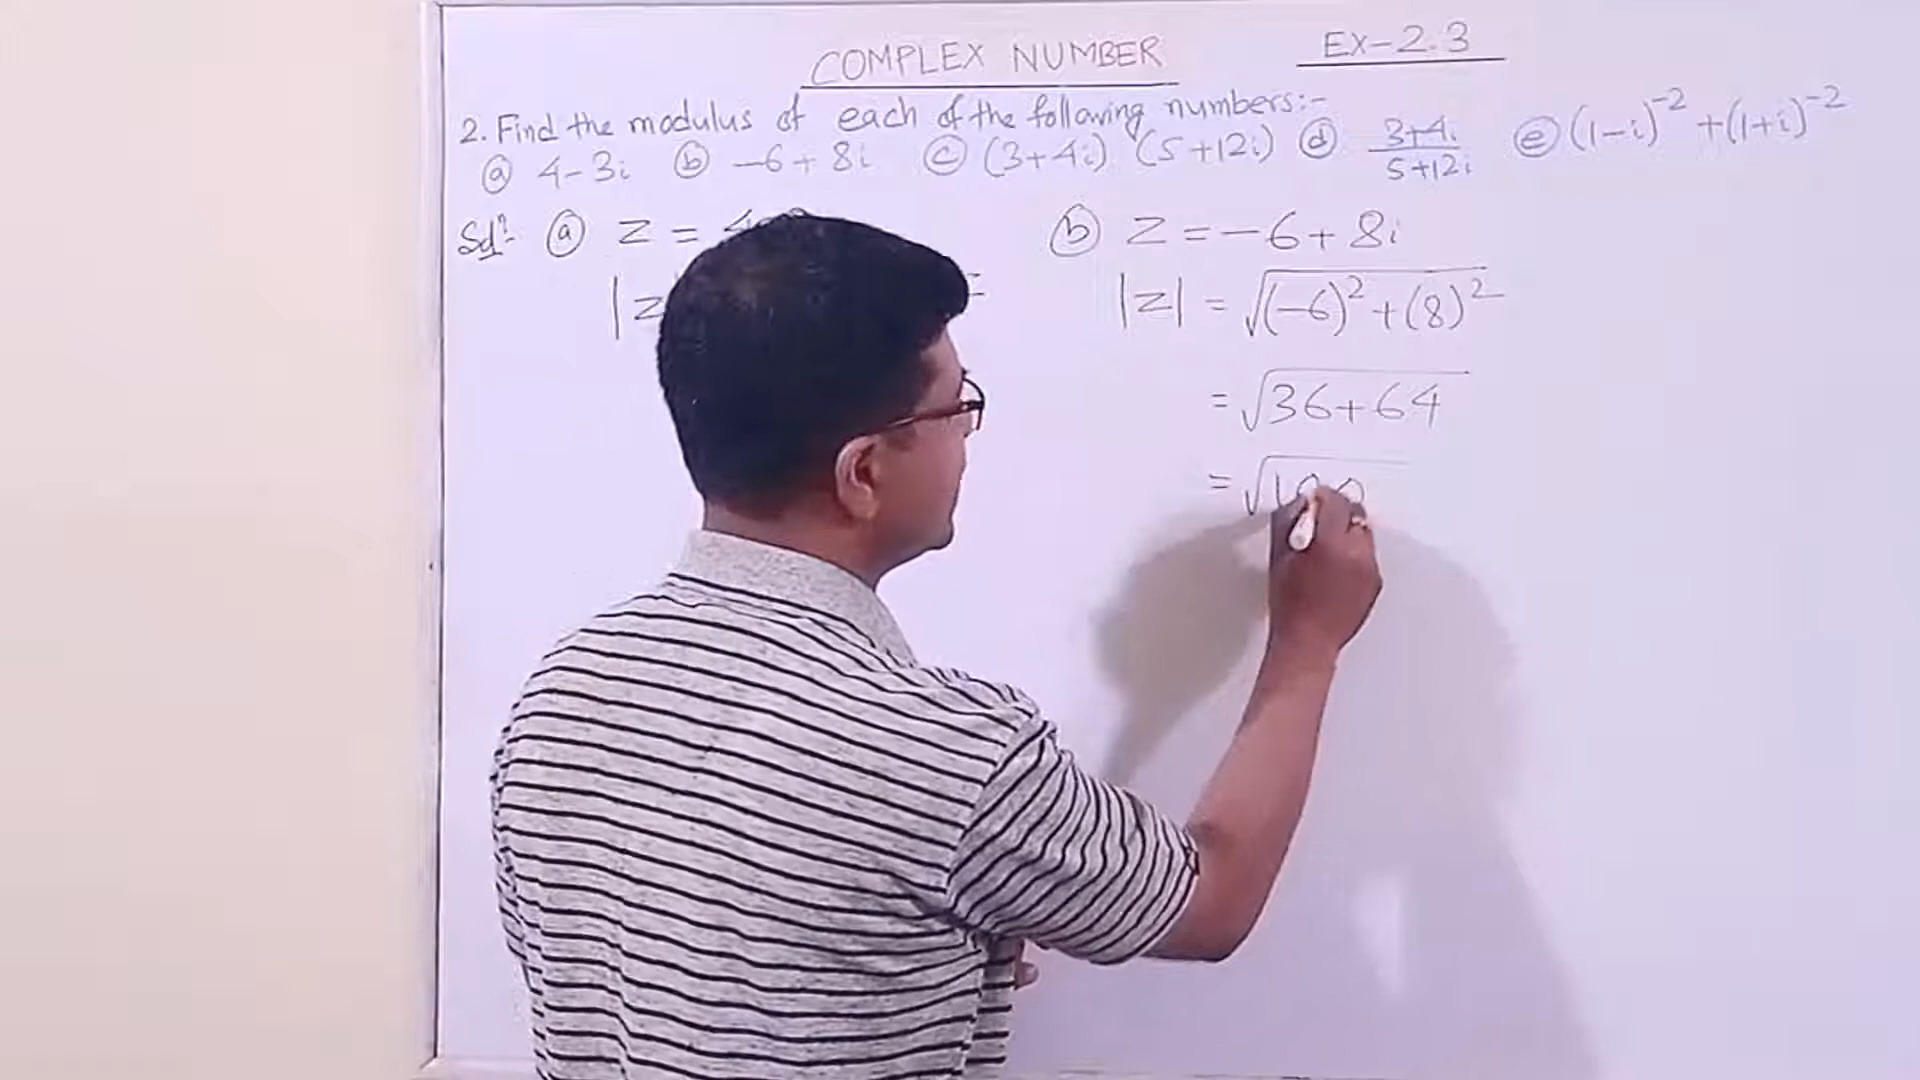 COMPLEX NUMBER EX-2.3
2. Find the modulus of each of the following numbers:-
ⓐ 4-3i ⓑ -6+8i ⓒ (3+4i) (5+12i) ⓓ 3+4i / 5+12i ⓔ (1-i)⁻² + (1+i)⁻²
Solⁿ:- ⓐ z = 4
|z
=
ⓑ z = -6+8i
|z| = √(-6)² + (8)²
= √36+64
= √100